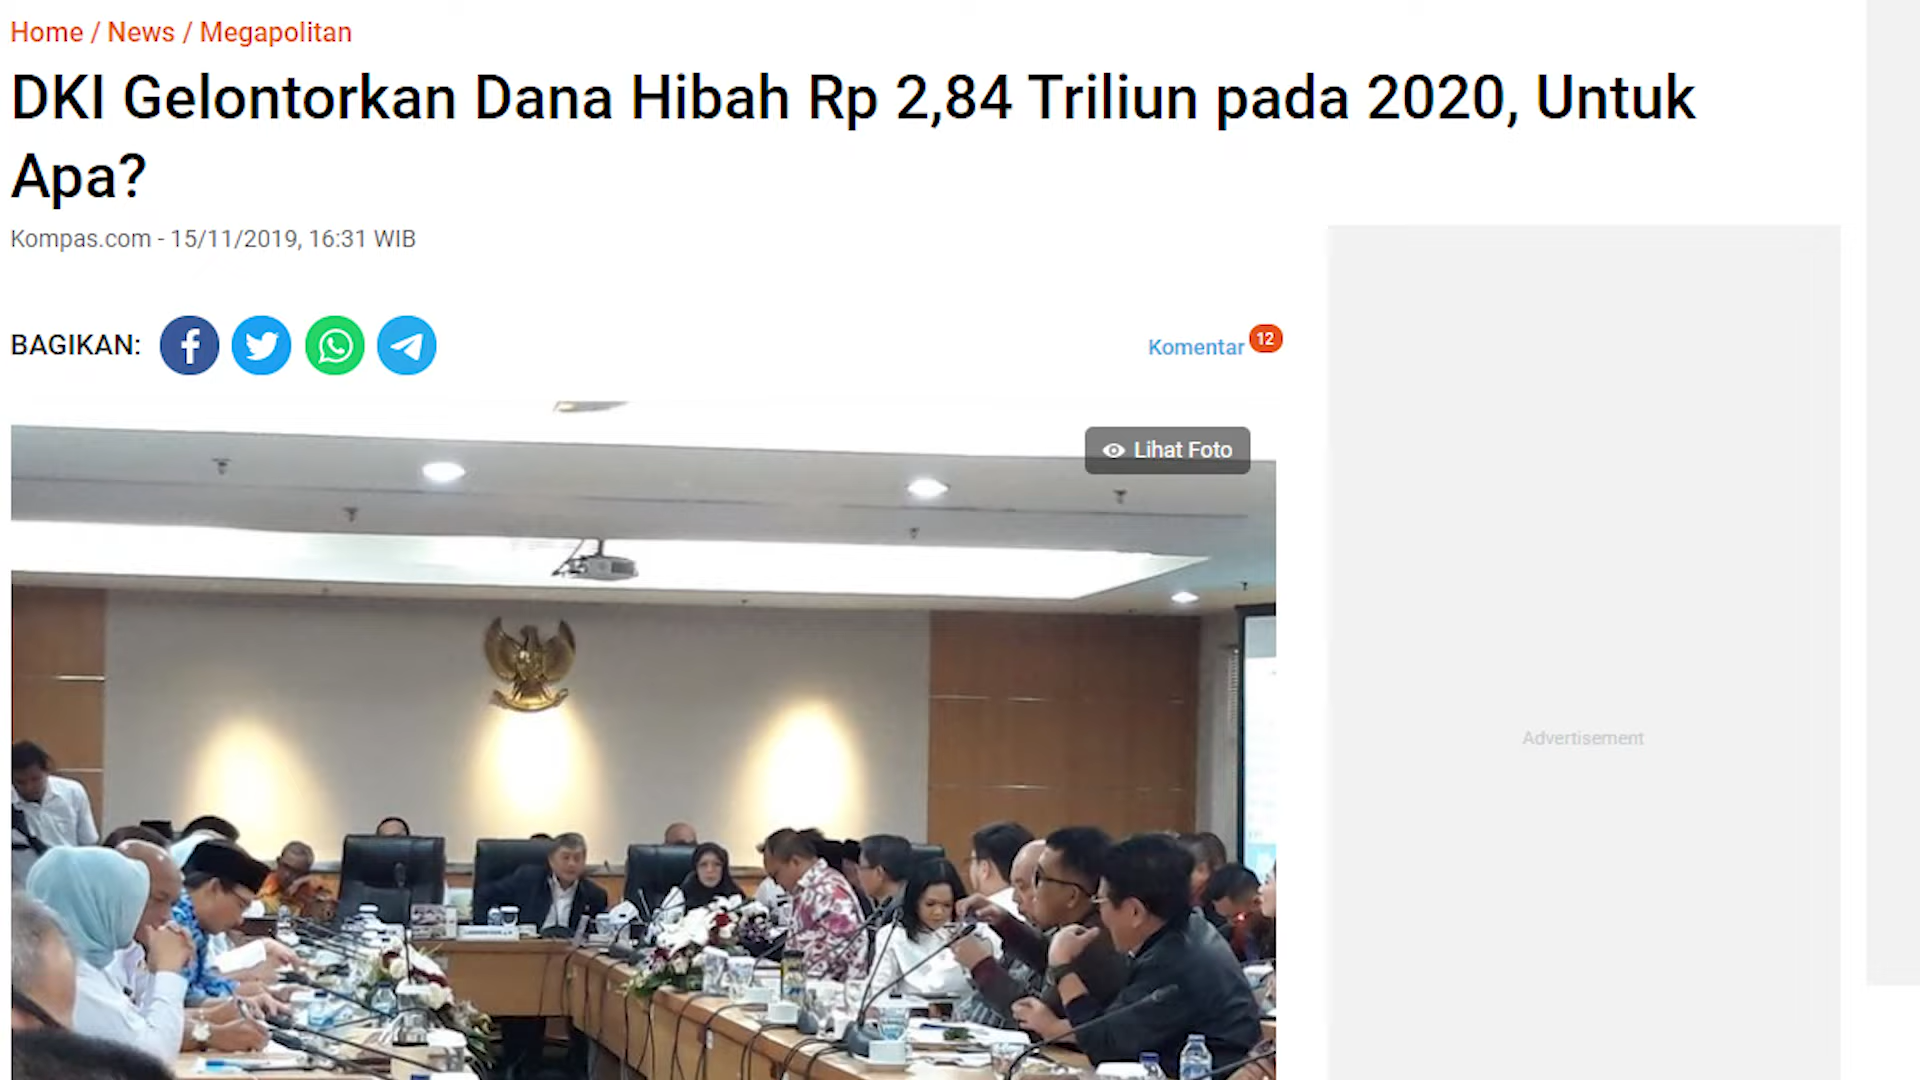 Home / News / Megapolitan
DKI Gelontorkan Dana Hibah Rp 2,84 Triliun pada 2020, Untuk
Apa?
Kompas.com - 15/11/2019, 16:31 WIB
BAGIKAN:
Komentar 12
Lihat Foto
Advertisement